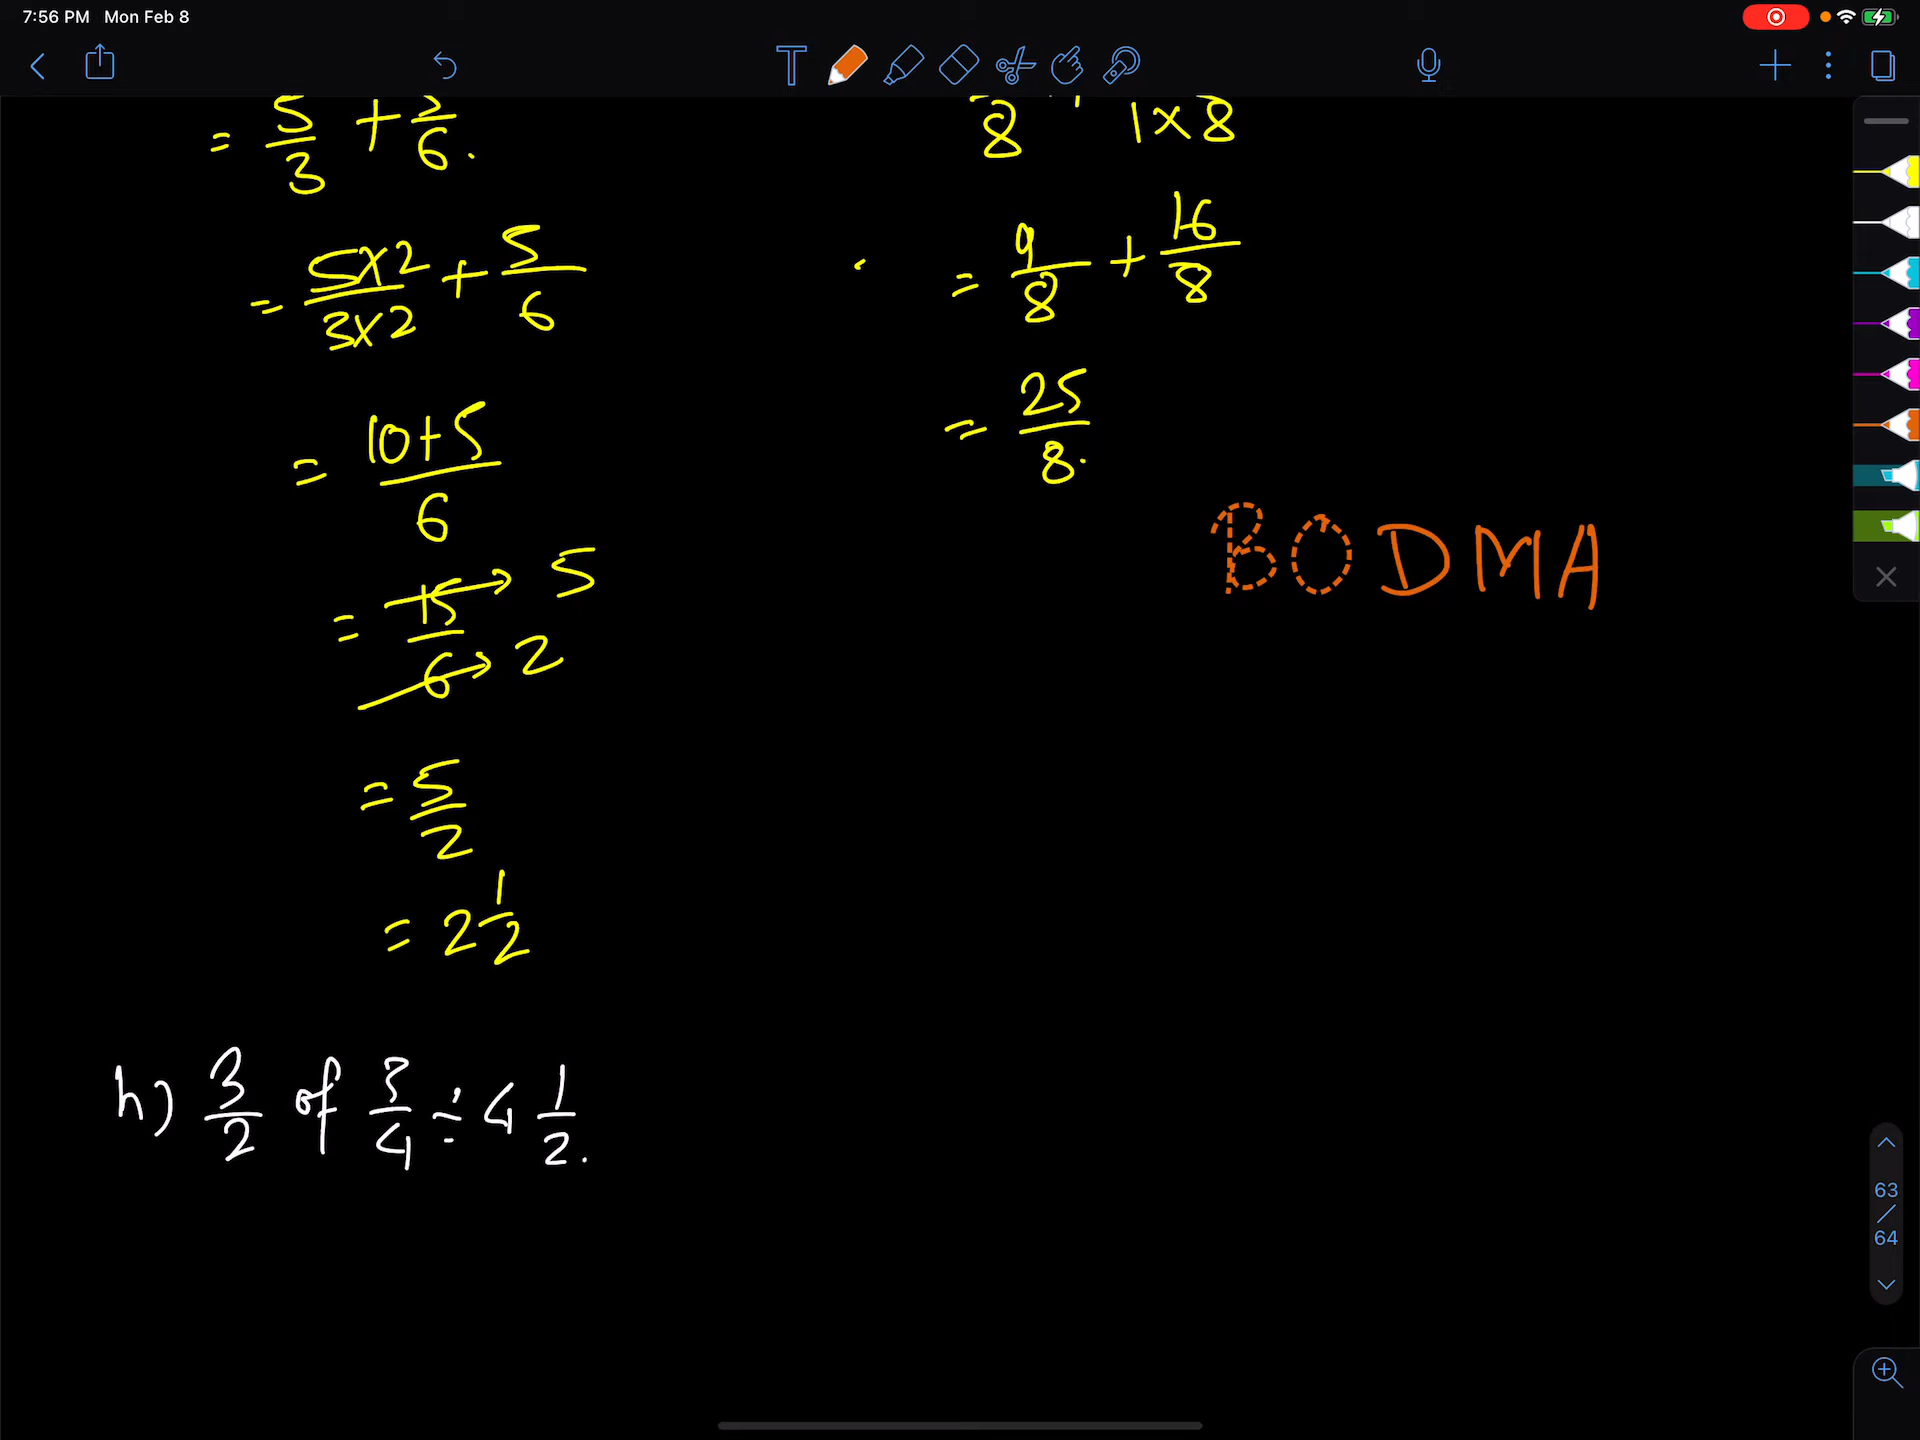 7:56 PM Mon Feb 8
= 5/3 + 5/6.
= 5x2/3x2 + 5/6
= 10+5/6
= 15/6 → 5 → 2
= 5/2
= 2 1/2
8 1x8
= 9/8 + 16/8
= 25/8.
BODMA
h) 3/2 of 3/4 ÷ 4 1/2.
63
/
64